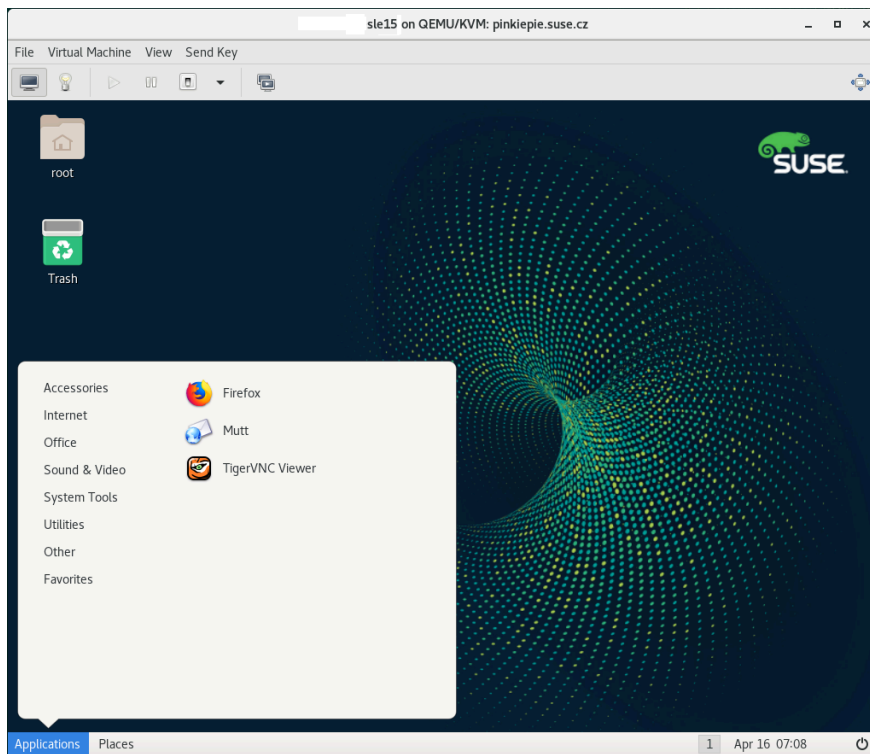 sle15 on QEMU/KVM: pinkiepie.suse.cz
File Virtual Machine View Send Key
root
SUSE
Trash
Accessories
Internet
Office
Sound & Video
System Tools
Utilities
Other
Favorites
Firefox
Mutt
TigerVNC Viewer
Applications Places 1 Apr 16 07:08